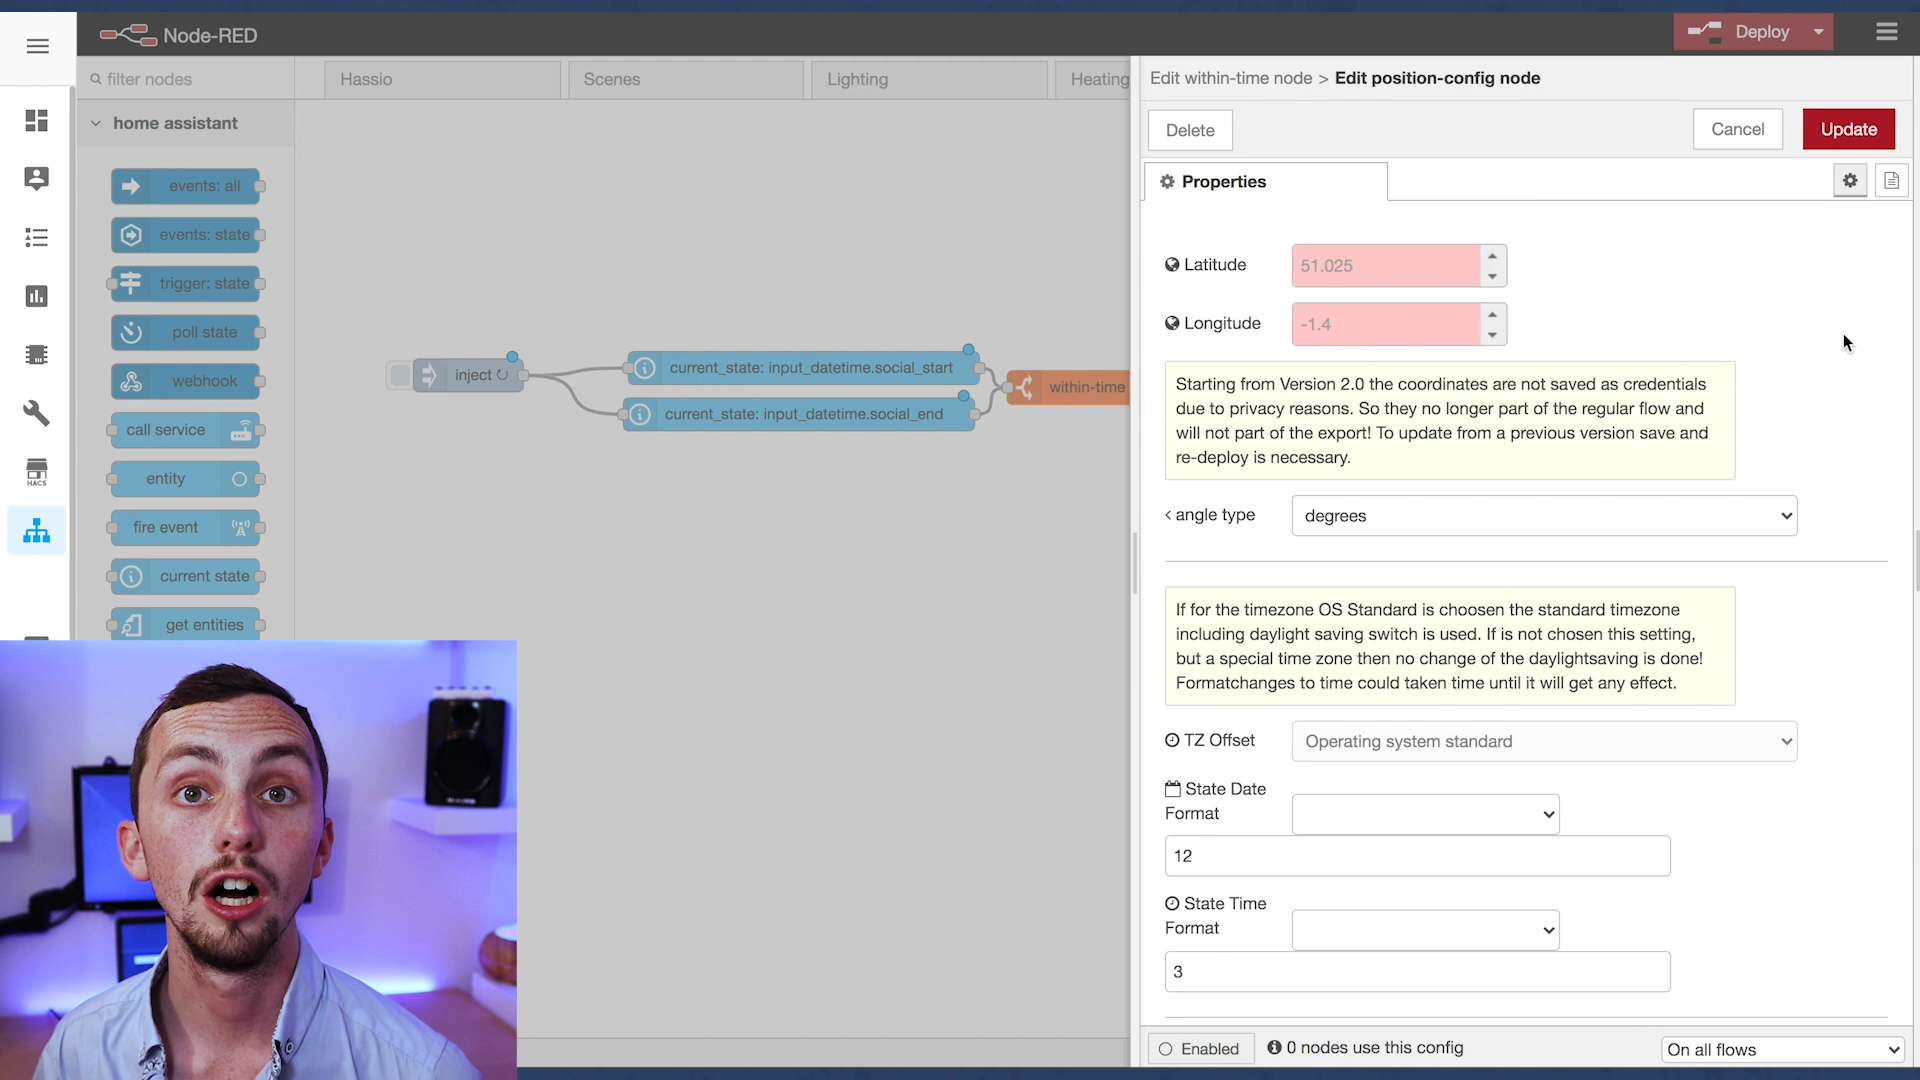 Node-RED
Deploy
filter nodes
Hassio
Scenes
Lighting
Heating
home assistant
events: all
events: state
trigger: state
poll state
webhook
call service
entity
fire event
current state
get entities
HACS
inject
current_state: input_datetime.social_start
current_state: input_datetime.social_end
within-time
Edit within-time node > Edit position-config node
Delete
Cancel
Update
Properties
Latitude
51.025
Longitude
-1.4
Starting from Version 2.0 the coordinates are not saved as credentials
due to privacy reasons. So they no longer part of the regular flow and
will not part of the export! To update from a previous version save and
re-deploy is necessary.
< angle type
degrees
If for the timezone OS Standard is choosen the standard timezone
including daylight saving switch is used. If is not chosen this setting,
but a special time zone then no change of the daylightsaving is done!
Formatchanges to time could taken time until it will get any effect.
TZ Offset
Operating system standard
State Date
Format
12
State Time
Format
3
Enabled
0 nodes use this config
On all flows